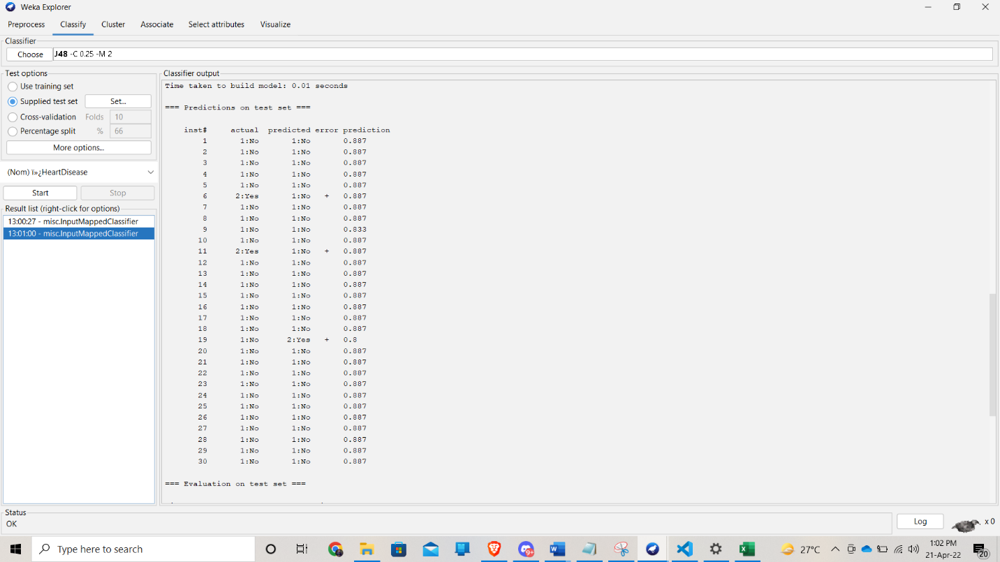 Weka Explorer
Preprocess Classify Cluster Associate Select attributes Visualize
Classifier
Choose J48 -C 0.25 -M 2
Test options
Use training set
Supplied test set Set...
Cross-validation Folds 10
Percentage split % 66
More options...
(Nom) ï»¿HeartDisease
Start Stop
Result list (right-click for options)
13:00:27 - misc.InputMappedClassifier
13:01:00 - misc.InputMappedClassifier
Classifier output
Time taken to build model: 0.01 seconds
=== Predictions on test set ===
inst# actual predicted error prediction
1 1:No 1:No 0.887
2 1:No 1:No 0.887
3 1:No 1:No 0.887
4 1:No 1:No 0.887
5 1:No 1:No 0.887
6 2:Yes 1:No + 0.887
7 1:No 1:No 0.887
8 1:No 1:No 0.887
9 1:No 1:No 0.833
10 1:No 1:No 0.887
11 2:Yes 1:No + 0.887
12 1:No 1:No 0.887
13 1:No 1:No 0.887
14 1:No 1:No 0.887
15 1:No 1:No 0.887
16 1:No 1:No 0.887
17 1:No 1:No 0.887
18 1:No 1:No 0.887
19 1:No 2:Yes + 0.8
20 1:No 1:No 0.887
21 1:No 1:No 0.887
22 1:No 1:No 0.887
23 1:No 1:No 0.887
24 1:No 1:No 0.887
25 1:No 1:No 0.887
26 1:No 1:No 0.887
27 1:No 1:No 0.887
28 1:No 1:No 0.887
29 1:No 1:No 0.887
30 1:No 1:No 0.887
=== Evaluation on test set ===
Status
OK
Log x 0
Type here to search
9+
27°C
1:02 PM
21-Apr-22
20